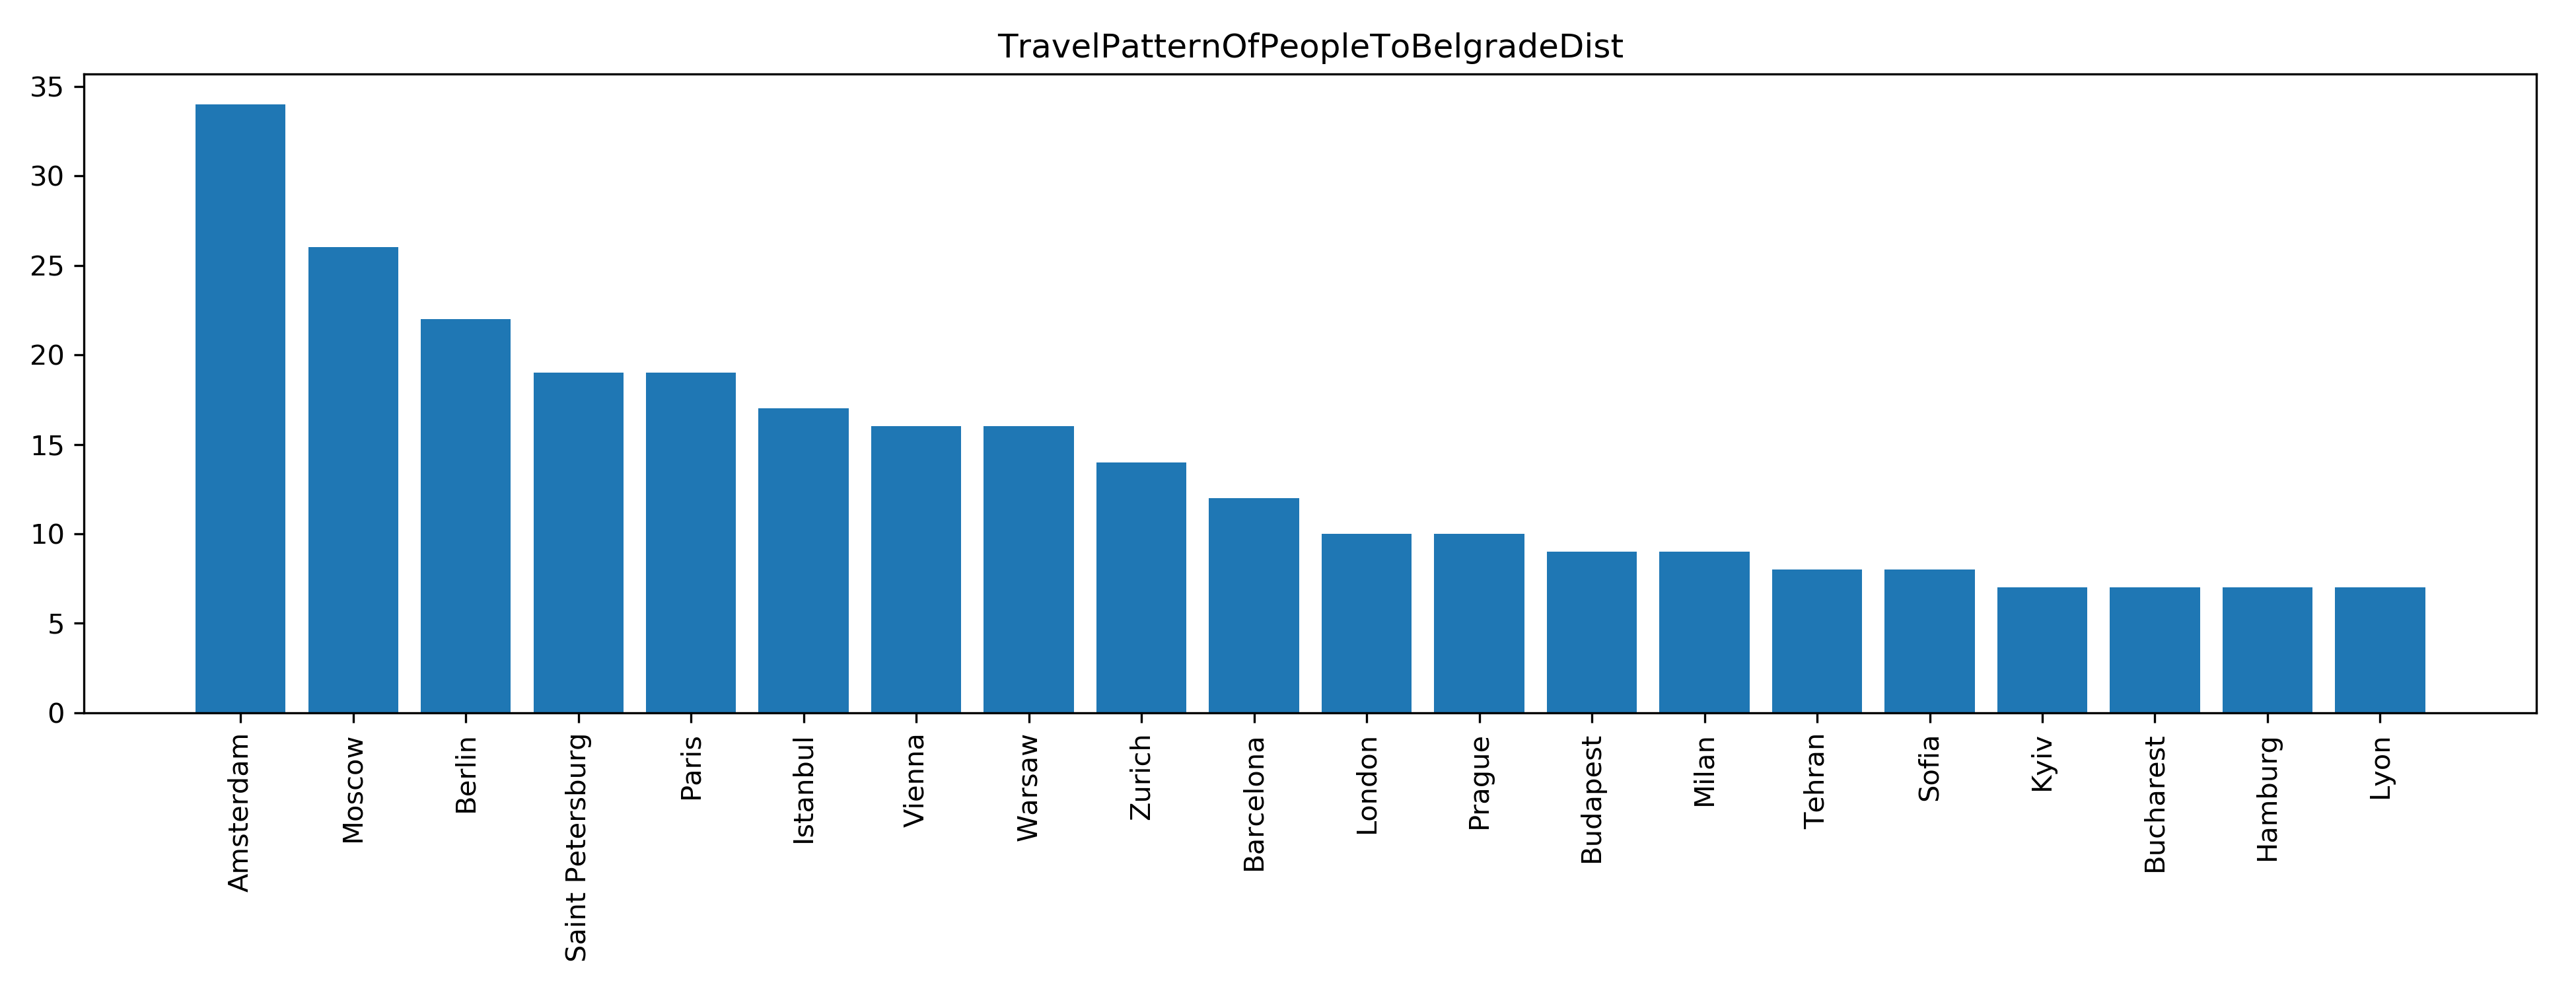 TravelPatternOfPeopleToBelgradeDist
35
30
25
20
15
10
5
0
Amsterdam
Moscow
Berlin
Saint Petersburg
Paris
Istanbul
Vienna
Warsaw
Zurich
Barcelona
London
Prague
Budapest
Milan
Tehran
Sofia
Kyiv
Bucharest
Hamburg
Lyon